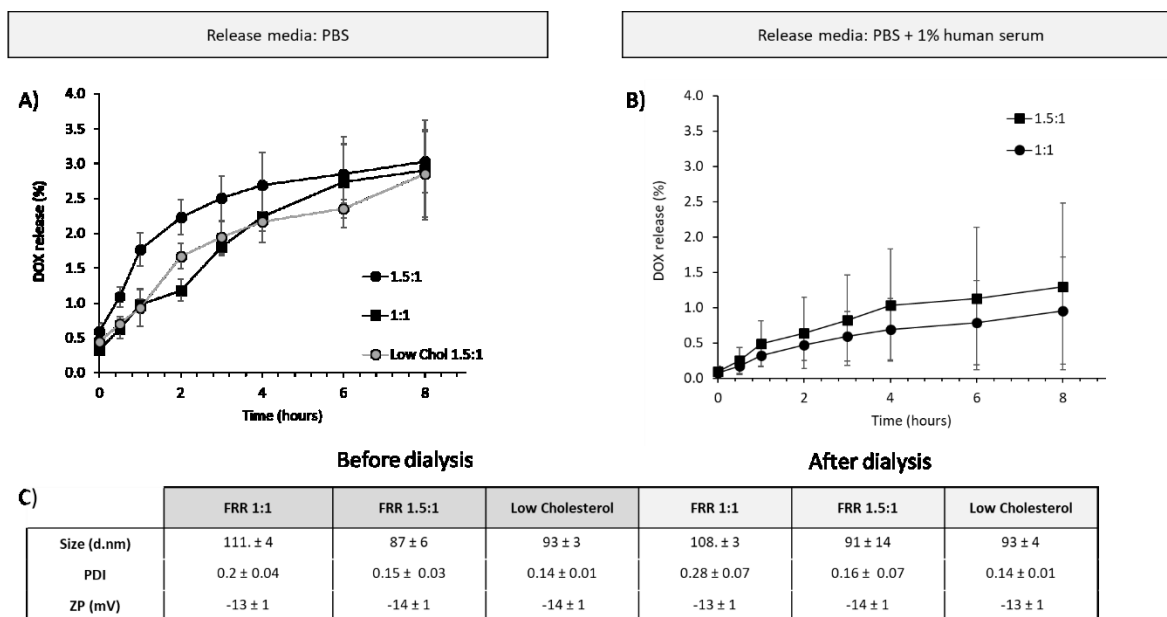 Release media: PBS
Release media: PBS + 1% human serum
A)
4.0
3.5
3.0
2.5
2.0
1.5
1.0
0.5
0.0
DOX release (%)
0 2 4 6 8
Time (hours)
1.5:1
1:1
Low Chol 1.5:1
B)
4.0
3.5
3.0
2.5
2.0
1.5
1.0
0.5
0.0
DOX release (%)
0 2 4 6 8
Time (hours)
1.5:1
1:1
Before dialysis After dialysis
C)
FRR 1:1 FRR 1.5:1 Low Cholesterol FRR 1:1 FRR 1.5:1 Low Cholesterol
Size (d.nm) 111. ± 4 87 ± 6 93 ± 3 108. ± 3 91 ± 14 93 ± 4
PDI 0.2 ± 0.04 0.15 ± 0.03 0.14 ± 0.01 0.28 ± 0.07 0.16 ± 0.07 0.14 ± 0.01
ZP (mV) -13 ± 1 -14 ± 1 -14 ± 1 -13 ± 1 -14 ± 1 -13 ± 1